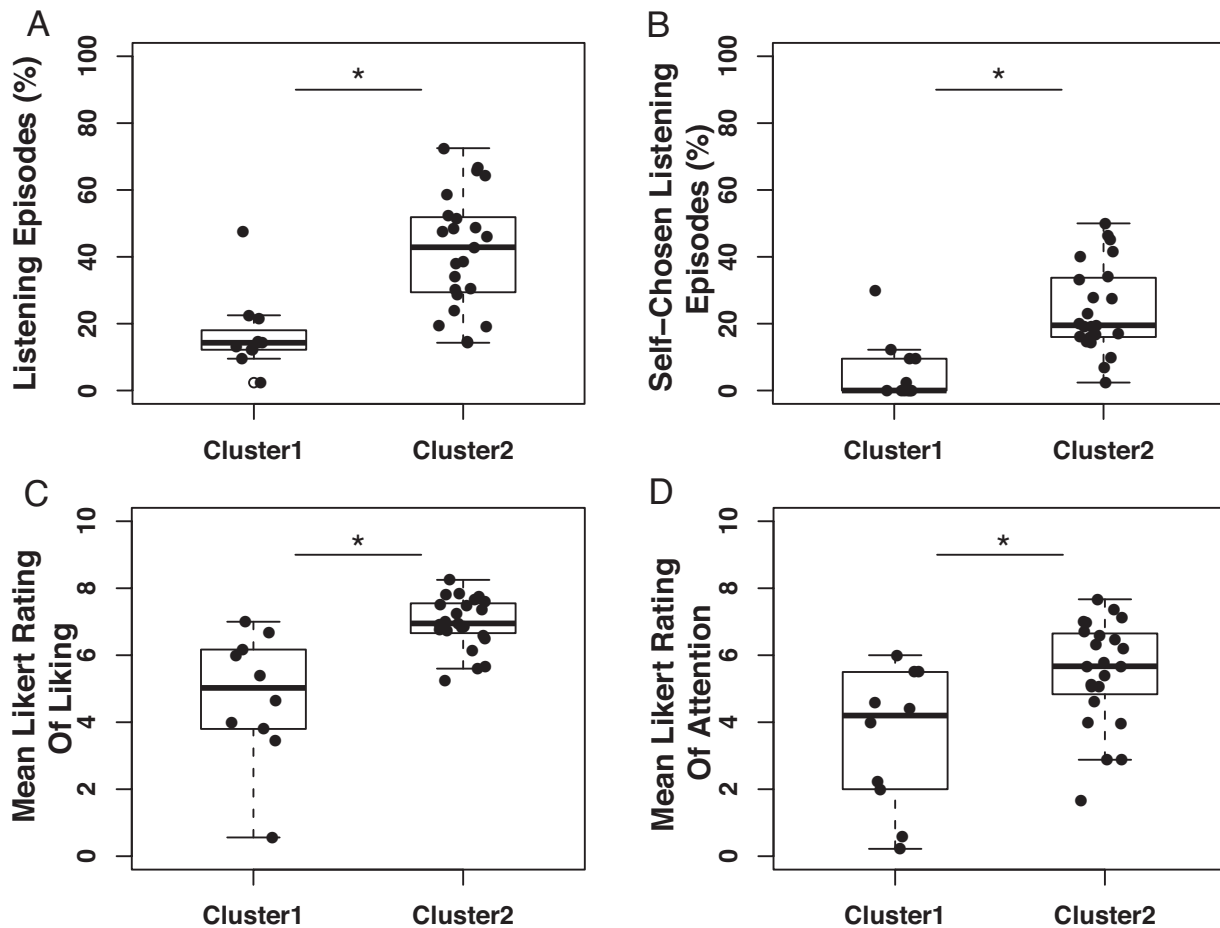 A
Listening Episodes (%)
100
80
60
40
20
0
*
Cluster1
Cluster2
B
Self-Chosen Listening
Episodes (%)
100
80
60
40
20
0
*
Cluster1
Cluster2
C
Mean Likert Rating
Of Liking
10
8
6
4
2
0
*
Cluster1
Cluster2
D
Mean Likert Rating
Of Attention
10
8
6
4
2
0
*
Cluster1
Cluster2